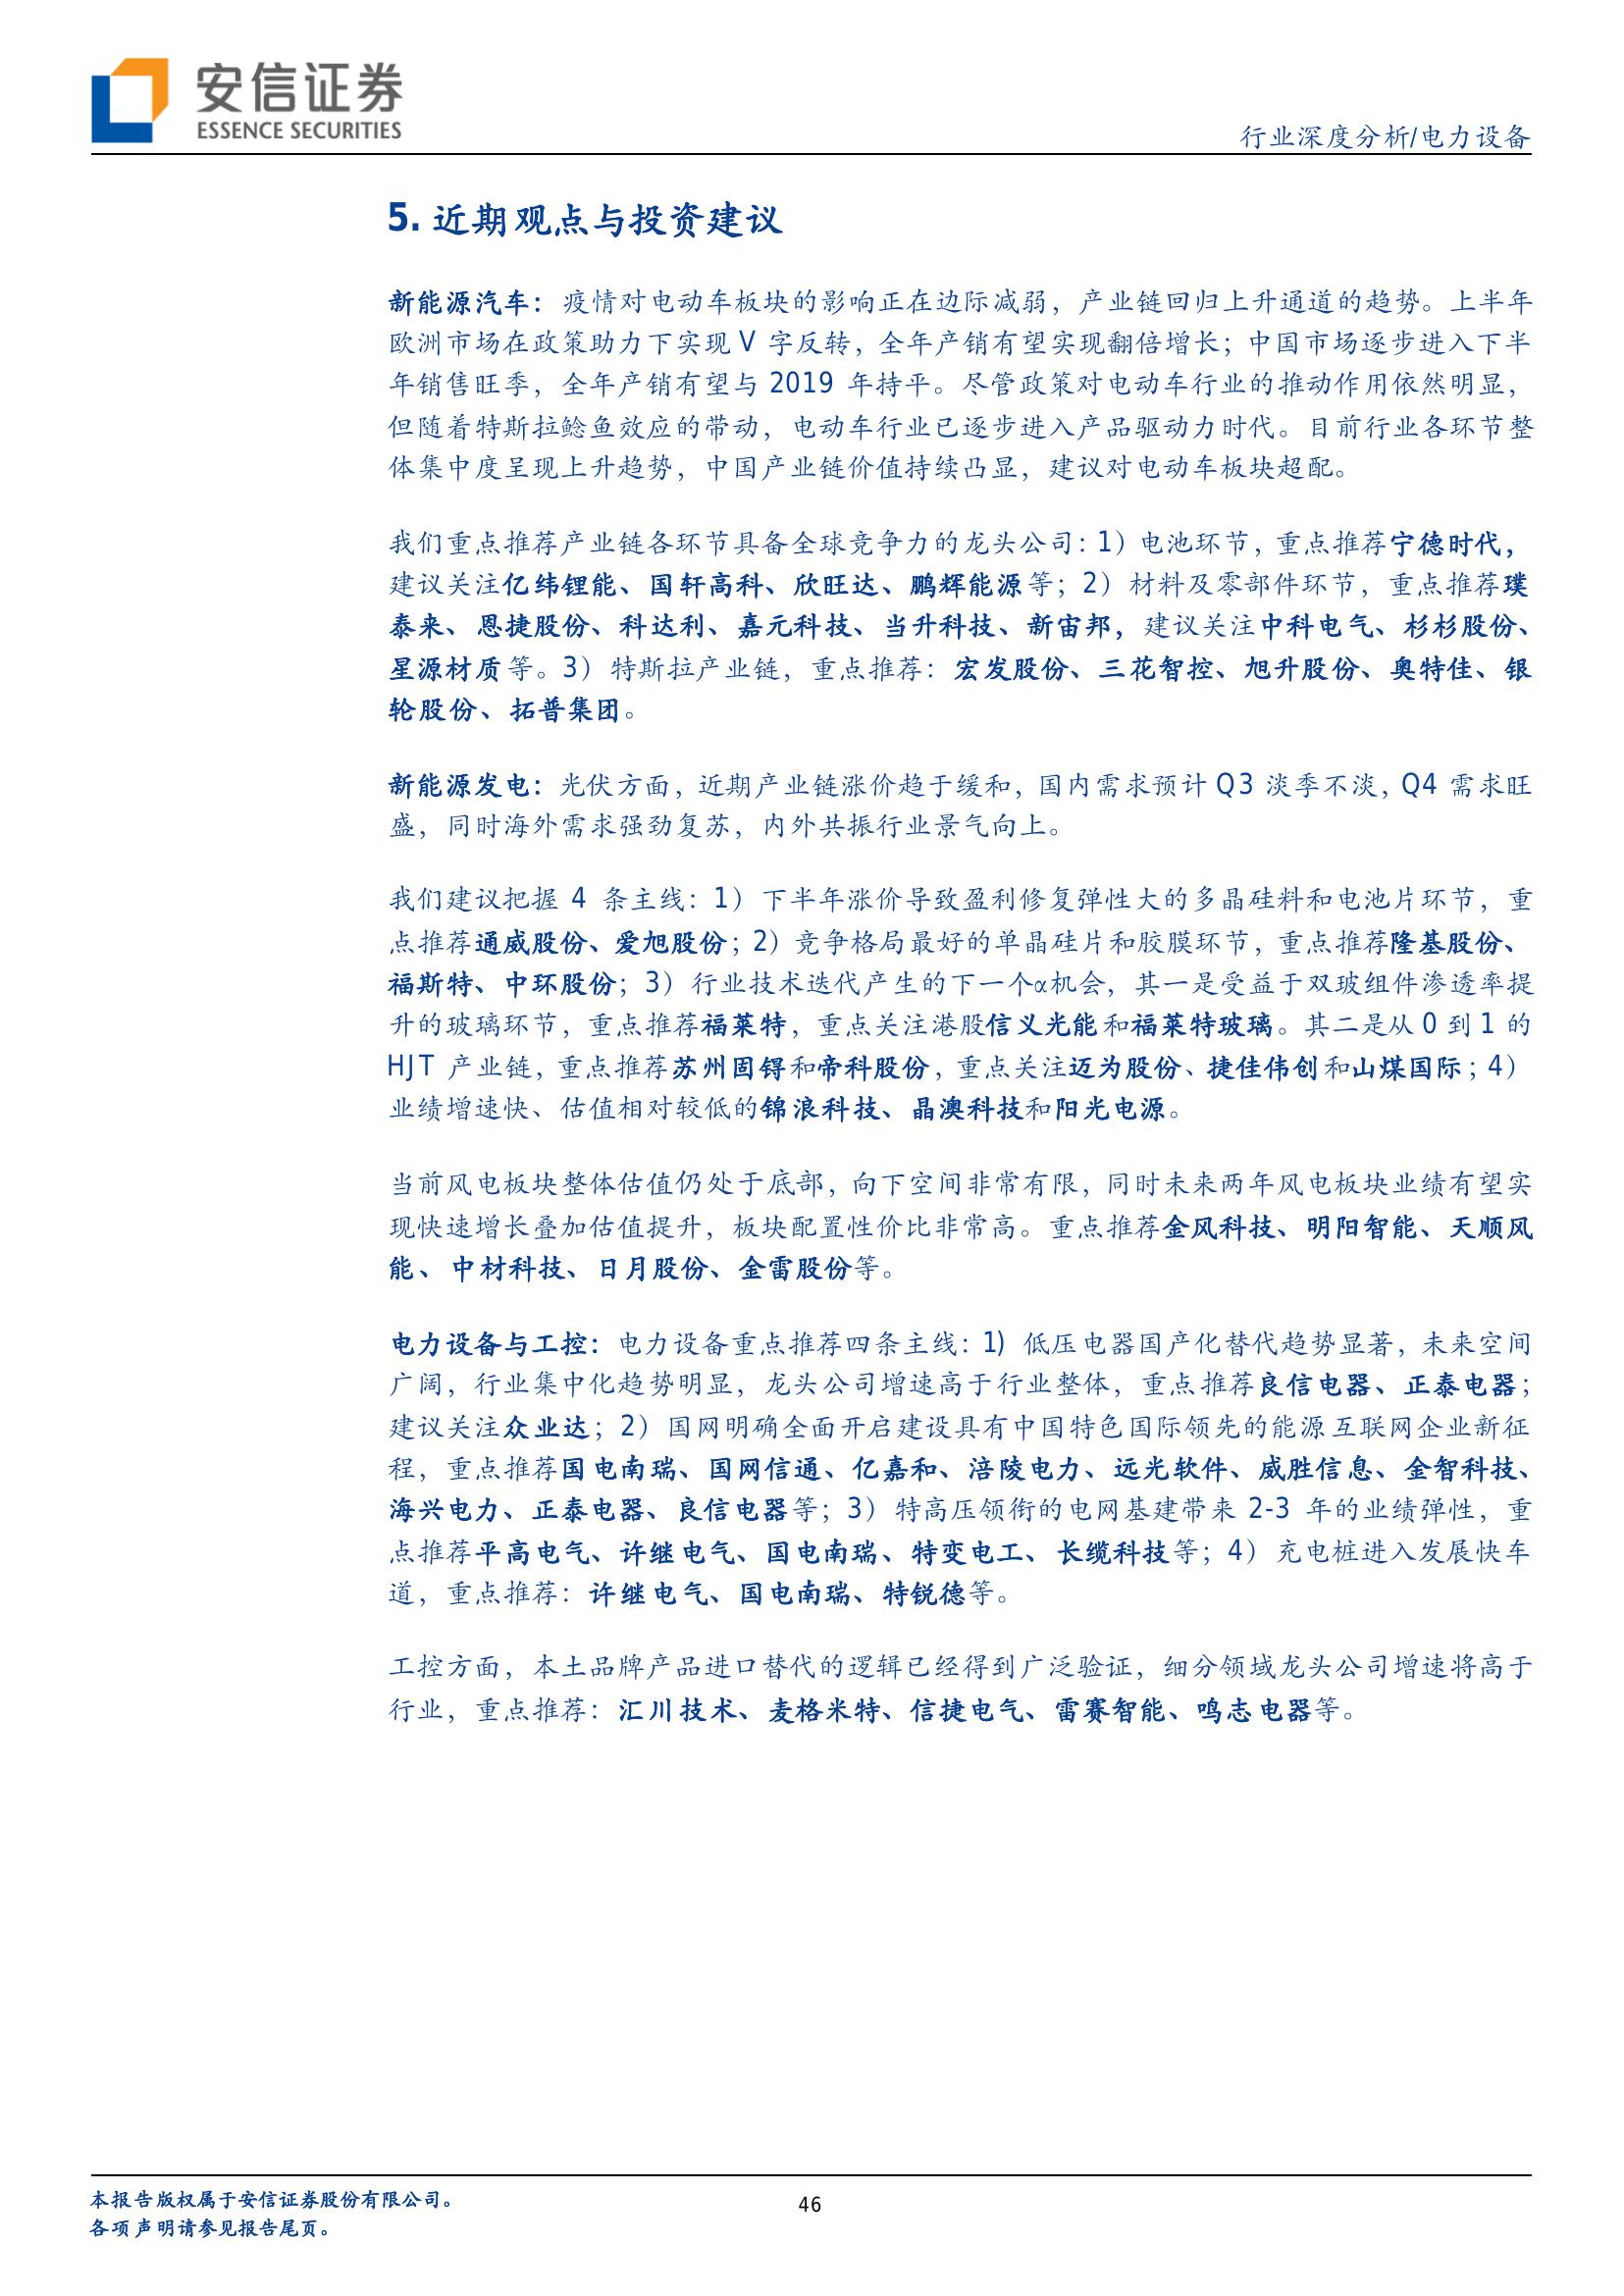 安信证券
ESSENCE SECURITIES
行业深度分析/电力设备
5. 近期观点与投资建议
新能源汽车：疫情对电动车板块的影响正在边际减弱，产业链回归上升通道的趋势。上半年
欧洲市场在政策助力下实现 V 字反转，全年产销有望实现翻倍增长；中国市场逐步进入下半
年销售旺季，全年产销有望与 2019 年持平。尽管政策对电动车行业的推动作用依然明显，
但随着特斯拉鲶鱼效应的带动，电动车行业已逐步进入产品驱动力时代。目前行业各环节整
体集中度呈现上升趋势，中国产业链价值持续凸显，建议对电动车板块超配。
我们重点推荐产业链各环节具备全球竞争力的龙头公司：1）电池环节，重点推荐宁德时代，
建议关注亿纬锂能、国轩高科、欣旺达、鹏辉能源等；2）材料及零部件环节，重点推荐璞
泰来、恩捷股份、科达利、嘉元科技、当升科技、新宙邦，建议关注中科电气、杉杉股份、
星源材质等。3）特斯拉产业链，重点推荐：宏发股份、三花智控、旭升股份、奥特佳、银
轮股份、拓普集团。
新能源发电：光伏方面，近期产业链涨价趋于缓和，国内需求预计 Q3 淡季不淡，Q4 需求旺
盛，同时海外需求强劲复苏，内外共振行业景气向上。
我们建议把握 4 条主线：1）下半年涨价导致盈利修复弹性大的多晶硅料和电池片环节，重
点推荐通威股份、爱旭股份；2）竞争格局最好的单晶硅片和胶膜环节，重点推荐隆基股份、
福斯特、中环股份；3）行业技术迭代产生的下一个α机会，其一是受益于双玻组件渗透率提
升的玻璃环节，重点推荐福莱特，重点关注港股信义光能和福莱特玻璃。其二是从 0 到 1 的
HJT 产业链，重点推荐苏州固锝和帝科股份，重点关注迈为股份、捷佳伟创和山煤国际；4）
业绩增速快、估值相对较低的锦浪科技、晶澳科技和阳光电源。
当前风电板块整体估值仍处于底部，向下空间非常有限，同时未来两年风电板块业绩有望实
现快速增长叠加估值提升，板块配置性价比非常高。重点推荐金风科技、明阳智能、天顺风
能、中材科技、日月股份、金雷股份等。
电力设备与工控：电力设备重点推荐四条主线：1) 低压电器国产化替代趋势显著，未来空间
广阔，行业集中化趋势明显，龙头公司增速高于行业整体，重点推荐良信电器、正泰电器；
建议关注众业达；2）国网明确全面开启建设具有中国特色国际领先的能源互联网企业新征
程，重点推荐国电南瑞、国网信通、亿嘉和、涪陵电力、远光软件、威胜信息、金智科技、
海兴电力、正泰电器、良信电器等；3）特高压领衔的电网基建带来 2-3 年的业绩弹性，重
点推荐平高电气、许继电气、国电南瑞、特变电工、长缆科技等；4）充电桩进入发展快车
道，重点推荐：许继电气、国电南瑞、特锐德等。
工控方面，本土品牌产品进口替代的逻辑已经得到广泛验证，细分领域龙头公司增速将高于
行业，重点推荐：汇川技术、麦格米特、信捷电气、雷赛智能、鸣志电器等。
本报告版权属于安信证券股份有限公司。
46
各项声明请参见报告尾页。